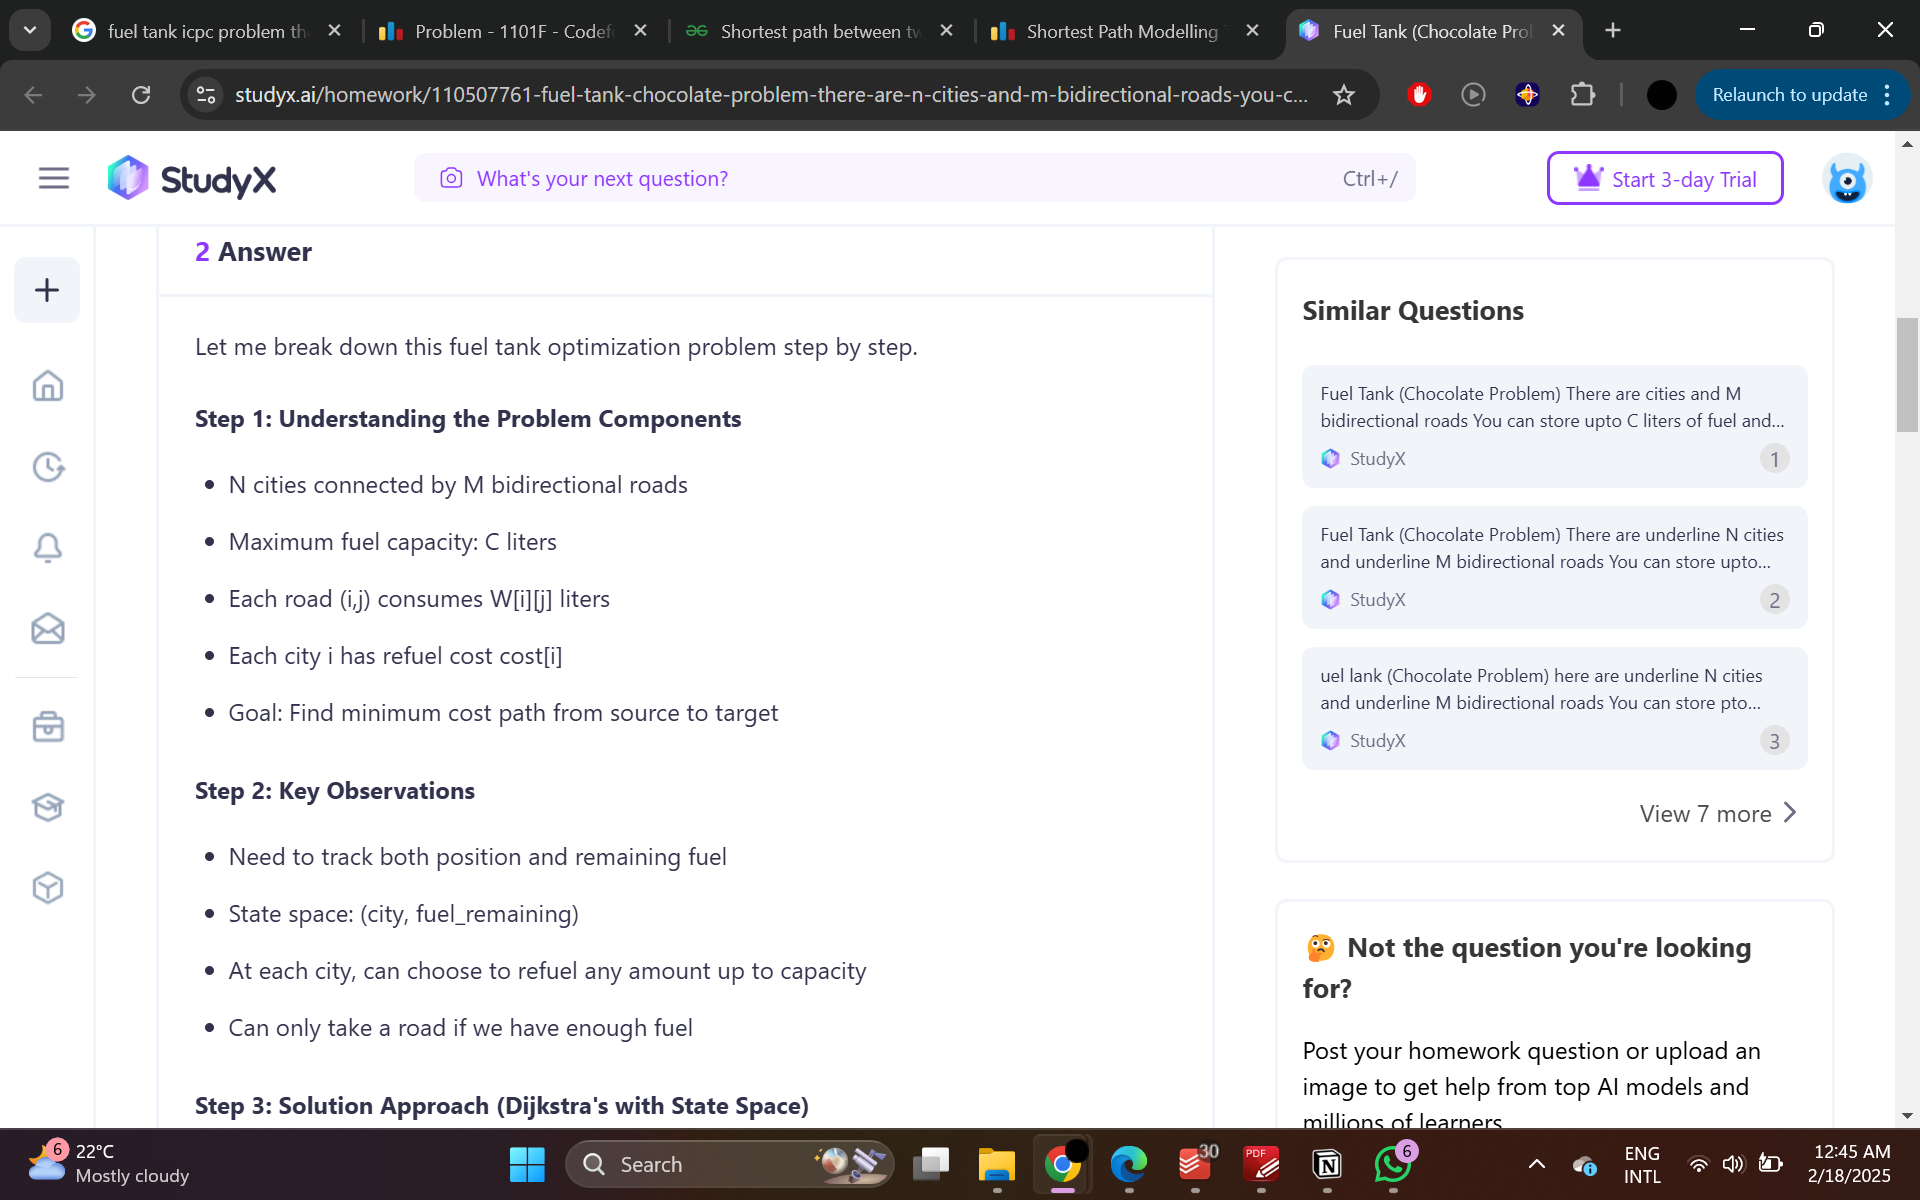 fuel tank icpc problem th
Problem - 1101F - Codefo
Shortest path between tw
Shortest Path Modelling
Fuel Tank (Chocolate Prol
studyx.ai/homework/110507761-fuel-tank-chocolate-problem-there-are-n-cities-and-m-bidirectional-roads-you-c...
Relaunch to update
StudyX
What's your next question?
Ctrl+/
Start 3-day Trial
2 Answer
Let me break down this fuel tank optimization problem step by step.
Step 1: Understanding the Problem Components
• N cities connected by M bidirectional roads
• Maximum fuel capacity: C liters
• Each road (i,j) consumes W[i][j] liters
• Each city i has refuel cost cost[i]
• Goal: Find minimum cost path from source to target
Step 2: Key Observations
• Need to track both position and remaining fuel
• State space: (city, fuel_remaining)
• At each city, can choose to refuel any amount up to capacity
• Can only take a road if we have enough fuel
Step 3: Solution Approach (Dijkstra's with State Space)
Similar Questions
Fuel Tank (Chocolate Problem) There are cities and M
bidirectional roads You can store upto C liters of fuel and...
StudyX
1
Fuel Tank (Chocolate Problem) There are underline N cities
and underline M bidirectional roads You can store upto...
StudyX
2
uel lank (Chocolate Problem) here are underline N cities
and underline M bidirectional roads You can store pto...
StudyX
3
View 7 more
Not the question you're looking
for?
Post your homework question or upload an
image to get help from top AI models and
millions of learners
6
22°C
Mostly cloudy
Search
30
PDF
6
ENG
INTL
12:45 AM
2/18/2025